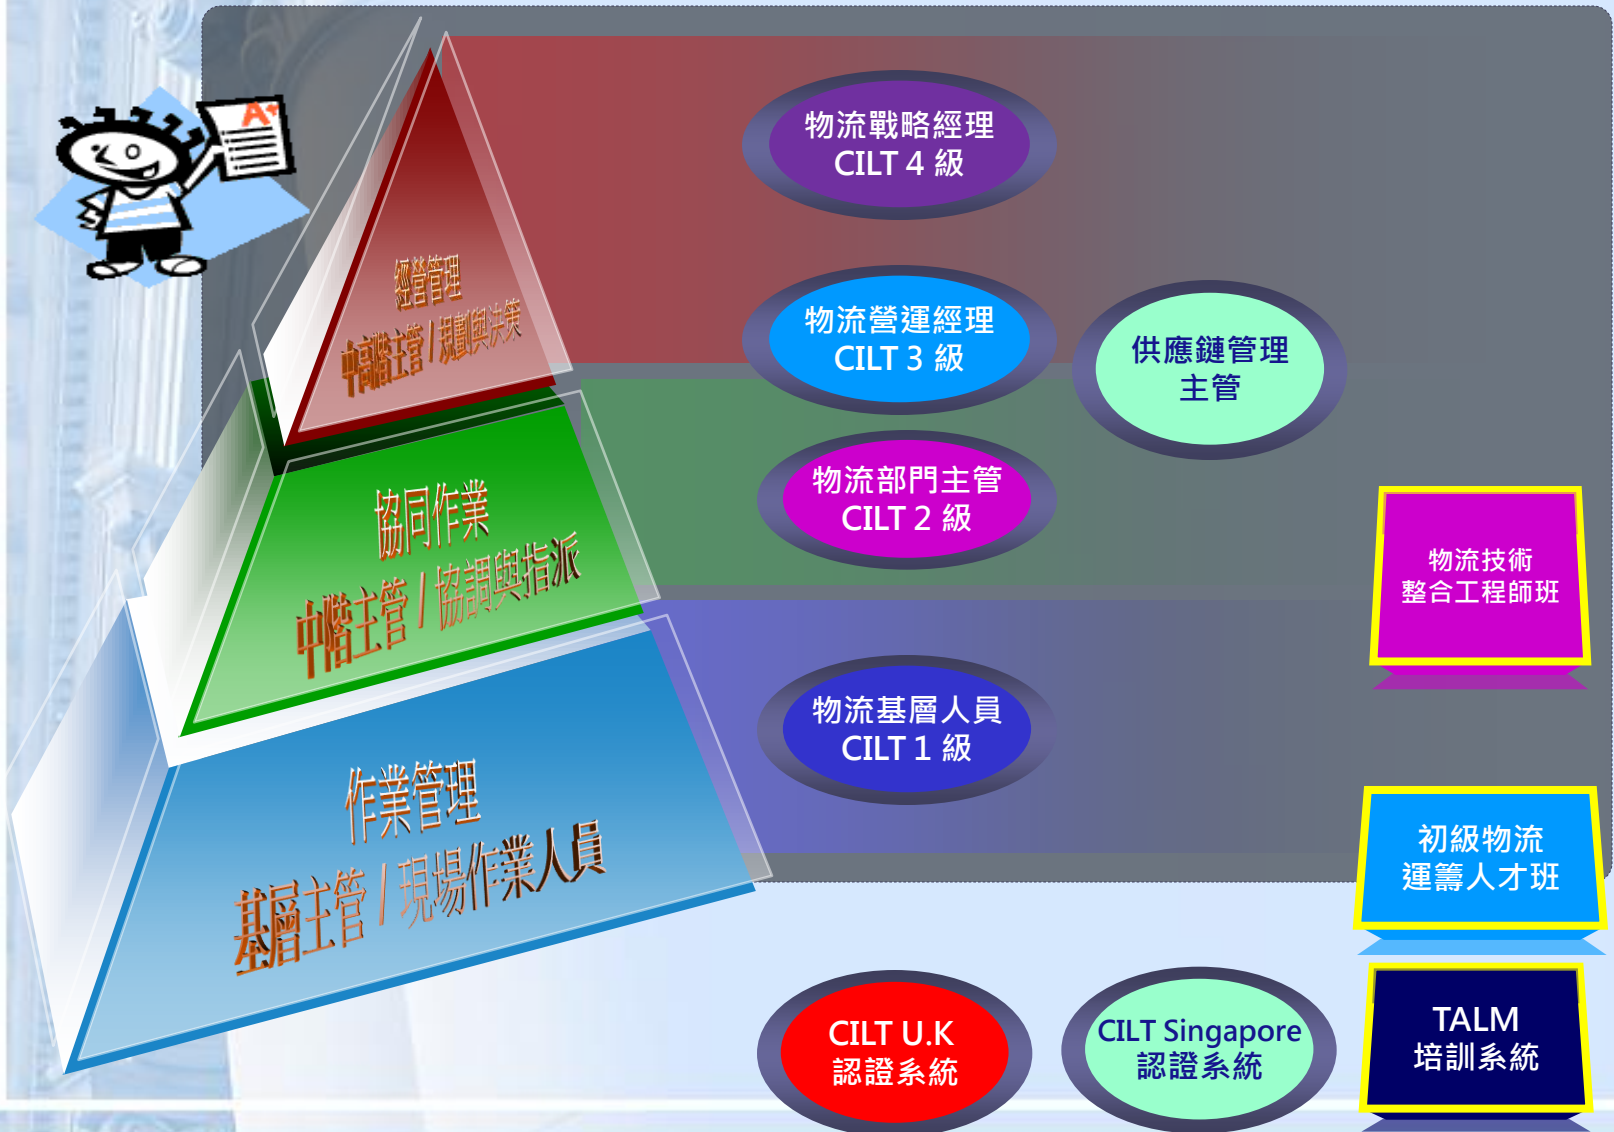 A+
經營管理
中高階主管 / 規劃與決策
協同作業
中階主管 / 協調與指派
作業管理
基層主管 / 現場作業人員
物流戰略經理
CILT 4 級
物流營運經理
CILT 3 級
供應鏈管理
主管
物流部門主管
CILT 2 級
物流技術
整合工程師班
物流基層人員
CILT 1 級
初級物流
運籌人才班
CILT U.K
認證系統
CILT Singapore
認證系統
TALM
培訓系統